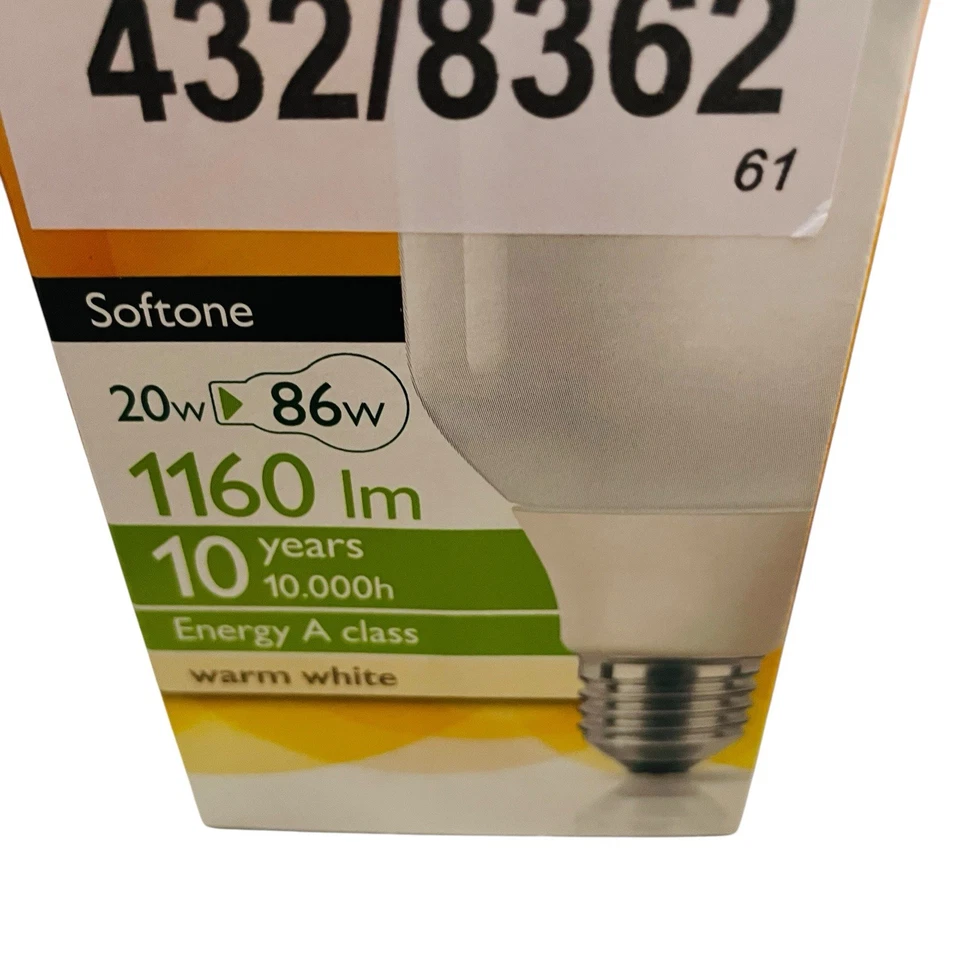 432/8362
61
Softone
20w 86w
1160 lm
10 years
10.000h
Energy A class
warm white